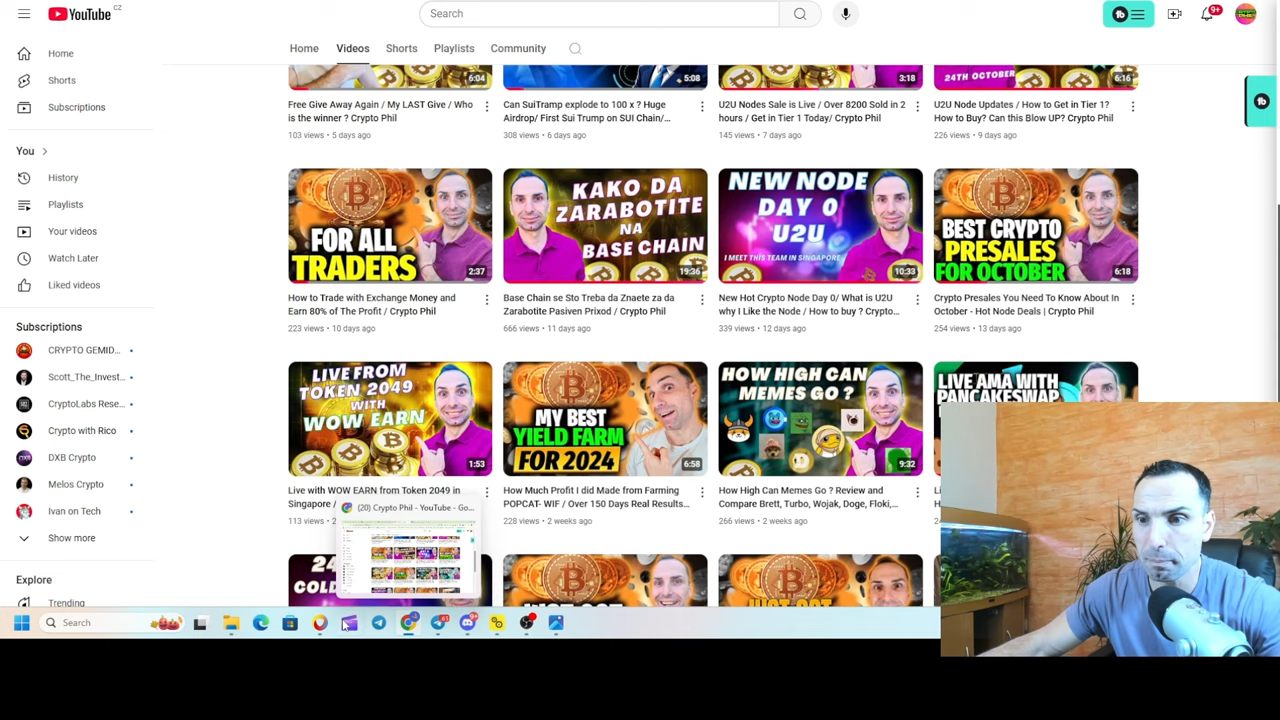 YouTube CZ
Search
9+
Home
Videos
Shorts
Playlists
Community
Home
Shorts
Subscriptions
You
History
Playlists
Your videos
Watch Later
Liked videos
Subscriptions
CRYPTO GEMID...
Scott_The_Invest...
CryptoLabs Rese...
Crypto with Rico
DXB Crypto
Melos Crypto
Ivan on Tech
Show more
Explore
Trending
6:04
Free Give Away Again / My LAST Give / Who
is the winner ? Crypto Phil
103 views • 5 days ago
5:08
Can SuiTramp explode to 100 x ? Huge
Airdrop/ First Sui Trump on SUI Chain/...
308 views • 6 days ago
3:18
U2U Nodes Sale is Live / Over 8200 Sold in 2
hours / Get in Tier 1 Today/ Crypto Phil
145 views • 7 days ago
24TH OCTOBER
6:16
U2U Node Updates / How to Get in Tier 1?
How to Buy? Can this Blow UP? Crypto Phil
226 views • 9 days ago
FOR ALL
TRADERS
2:37
How to Trade with Exchange Money and
Earn 80% of The Profit / Crypto Phil
223 views • 10 days ago
KAKO DA
ZARABOTITE
NA
BASE CHAIN
19:36
Base Chain se Sto Treba da Znaete za da
Zarabotite Pasiven Prixod / Crypto Phil
666 views • 11 days ago
NEW NODE
DAY 0
U2U
I MEET THIS TEAM IN SINGAPORE
10:33
New Hot Crypto Node Day 0/ What is U2U
why I Like the Node / How to buy ? Crypto...
339 views • 12 days ago
BEST CRYPTO
PRESALES
FOR OCTOBER
6:18
Crypto Presales You Need To Know About In
October - Hot Node Deals | Crypto Phil
254 views • 13 days ago
LIVE FROM
TOKEN 2049
WITH
WOW EARN
1:53
Live with WOW EARN from Token 2049 in
Singapore /
MY BEST
YIELD FARM
FOR 2024
6:58
How Much Profit I did Made from Farming
POPCAT- WIF / Over 150 Days Real Results...
228 views • 2 weeks ago
HOW HIGH CAN
MEMES GO ?
9:32
How High Can Memes Go ? Review and
Compare Brett, Turbo, Wojak, Doge, Floki,...
266 views • 2 weeks ago
LIVE AMA WITH
PANCAKESWAP
(20) Crypto Phil - YouTube - Go...
JUST GOT
JUST GOT
Search